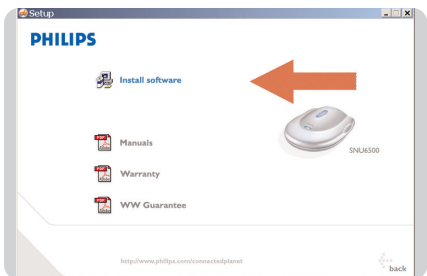 Setup
PHILIPS
Install software
Manuals
SNU6500
Warranty
WW Guarantee
http://www.philips.com/connectedplanet
back